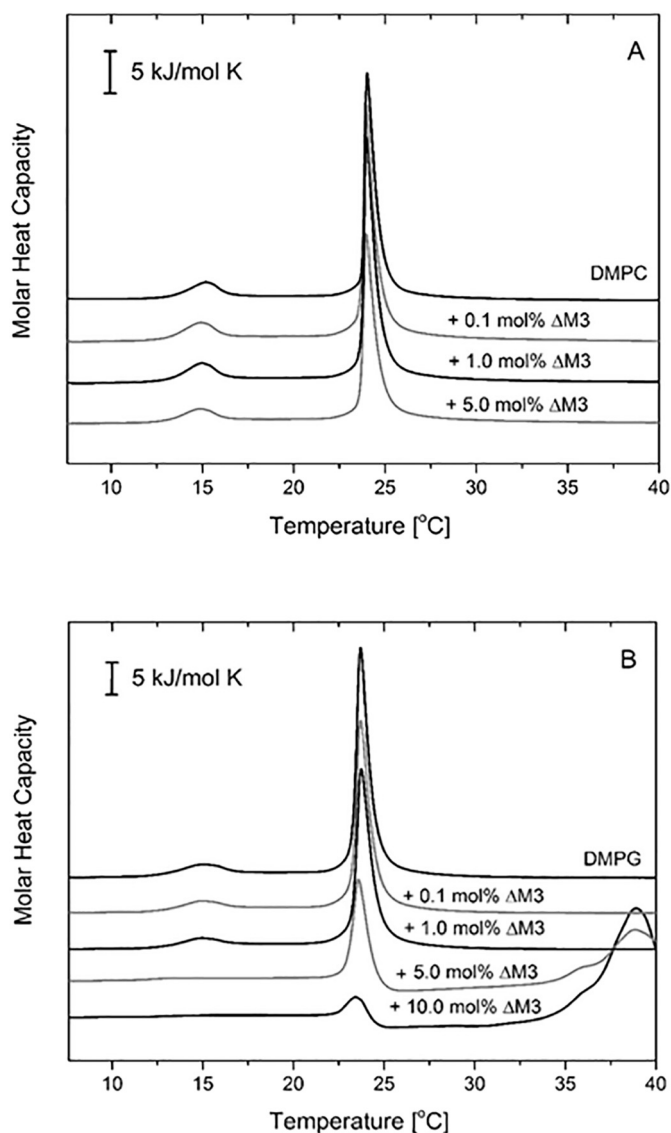 A
5 kJ/mol K
Molar Heat Capacity
DMPC
+ 0.1 mol% ΔM3
+ 1.0 mol% ΔM3
+ 5.0 mol% ΔM3
10 15 20 25 30 35 40
Temperature [°C]
B
5 kJ/mol K
Molar Heat Capacity
DMPG
+ 0.1 mol% ΔM3
+ 1.0 mol% ΔM3
+ 5.0 mol% ΔM3
+ 10.0 mol% ΔM3
10 15 20 25 30 35 40
Temperature [°C]